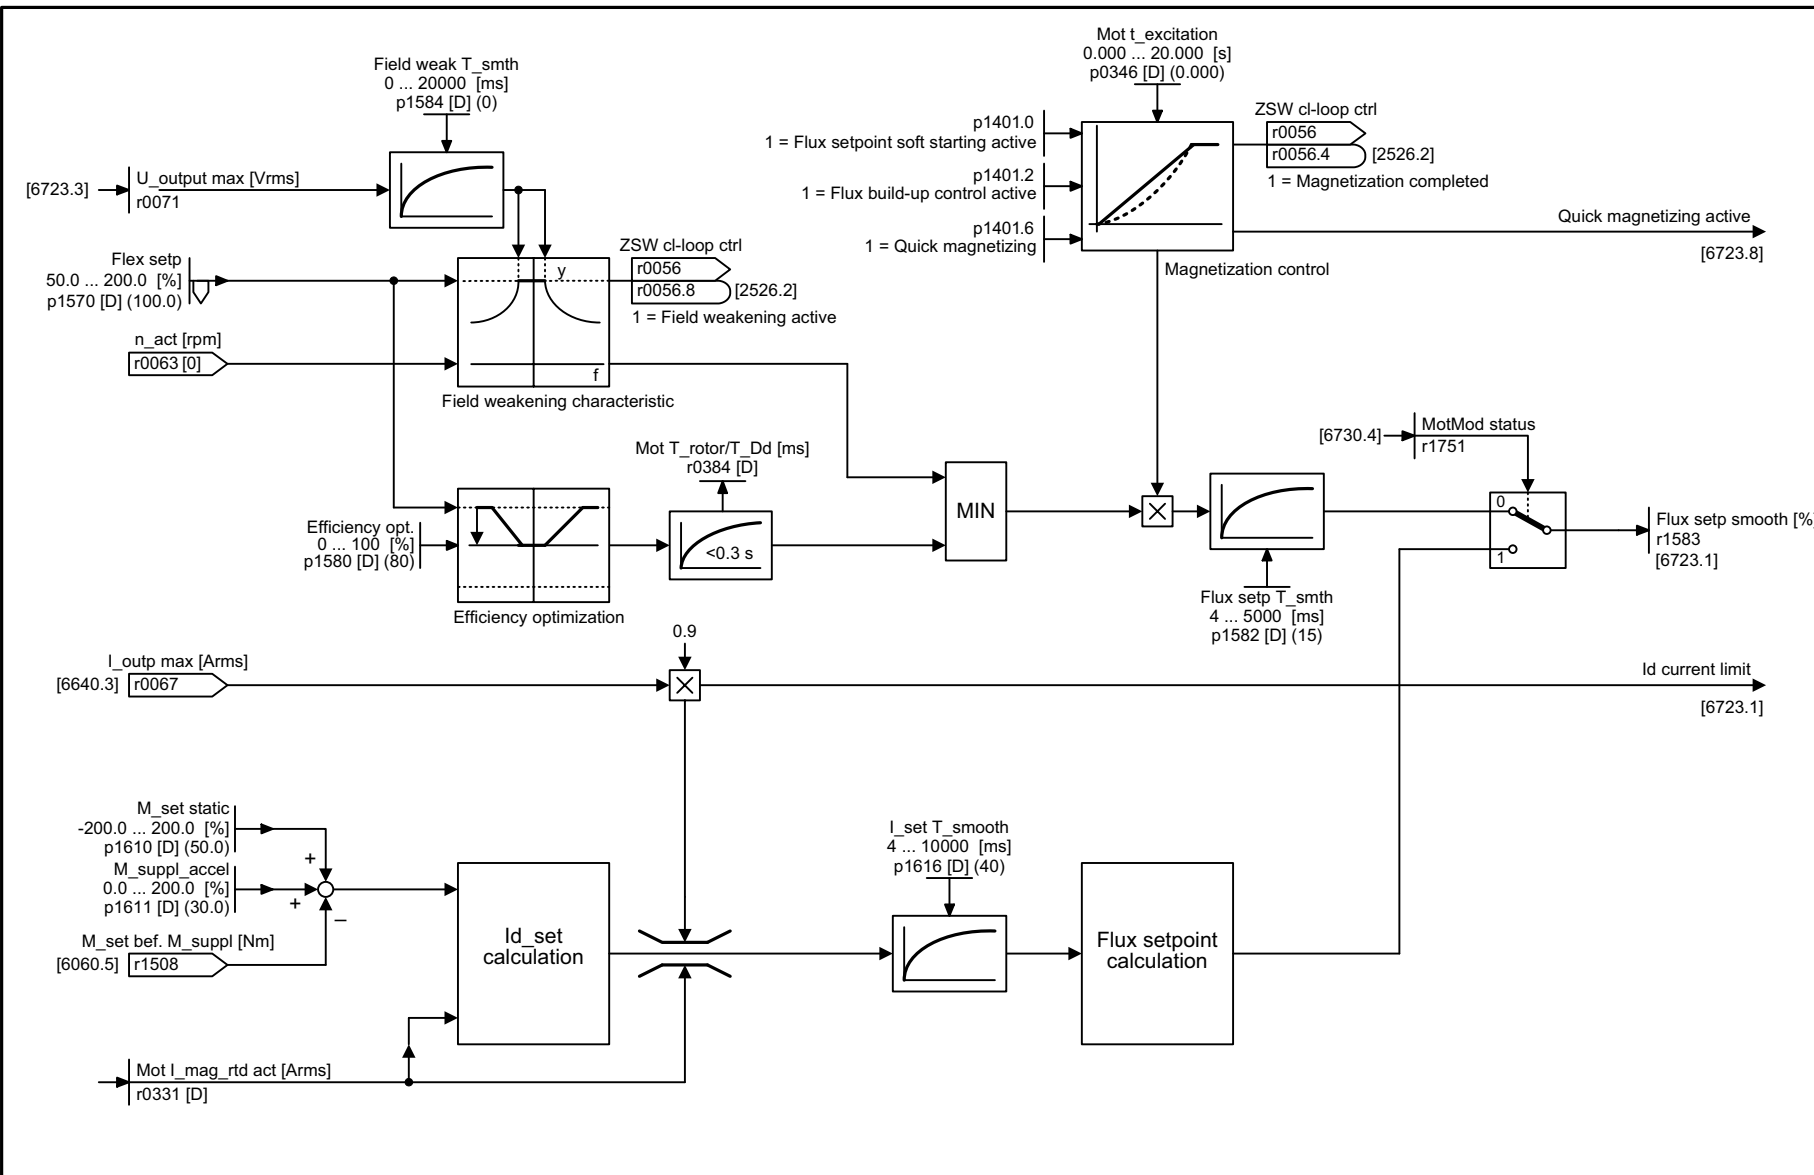 Mot t_excitation
0.000 ... 20.000 [s]
p0346 [D] (0.000)
Field weak T_smth
0 ... 20000 [ms]
p1584 [D] (0)
ZSW cl-loop ctrl
r0056
r0056.4
[2526.2]
1 = Magnetization completed
p1401.0
1 = Flux setpoint soft starting active
p1401.2
1 = Flux build-up control active
p1401.6
1 = Quick magnetizing
Magnetization control
Quick magnetizing active
[6723.8]
[6723.3]
U_output max [Vrms]
r0071
Flex setp
50.0 ... 200.0 [%]
p1570 [D] (100.0)
n_act [rpm]
r0063 [0]
y
f
Field weakening characteristic
ZSW cl-loop ctrl
r0056
r0056.8
[2526.2]
1 = Field weakening active
Mot T_rotor/T_Dd [ms]
r0384 [D]
<0.3 s
Efficiency opt.
0 ... 100 [%]
p1580 [D] (80)
Efficiency optimization
MIN
Flux setp T_smth
4 ... 5000 [ms]
p1582 [D] (15)
[6730.4]
MotMod status
r1751
0
1
Flux setp smooth [%
r1583
[6723.1]
0.9
I_outp max [Arms]
[6640.3]
r0067
Id current limit
[6723.1]
M_set static
-200.0 ... 200.0 [%]
p1610 [D] (50.0)
+
M_suppl_accel
0.0 ... 200.0 [%]
p1611 [D] (30.0)
+
–
M_set bef. M_suppl [Nm]
[6060.5]
r1508
Id_set
calculation
I_set T_smooth
4 ... 10000 [ms]
p1616 [D] (40)
Flux setpoint
calculation
Mot I_mag_rtd act [Arms]
r0331 [D]